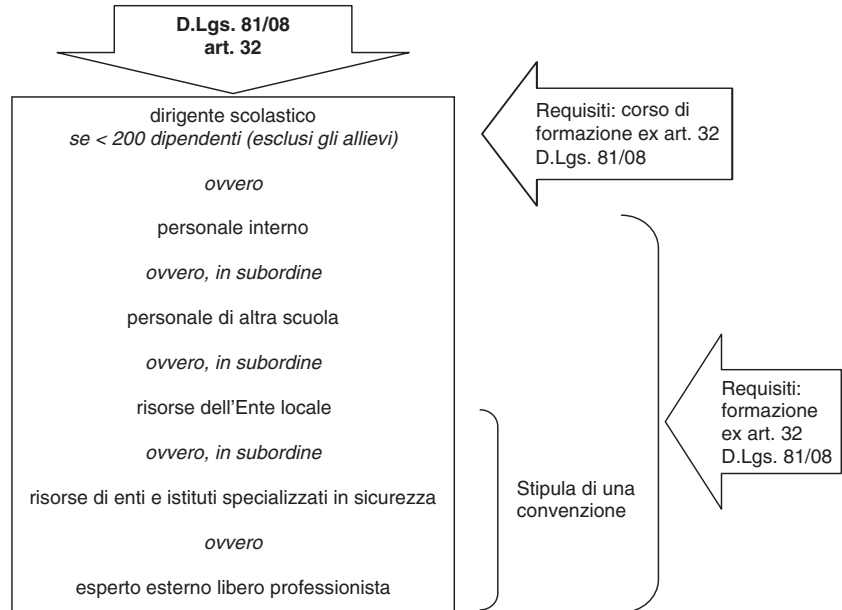 D.Lgs. 81/08
art. 32
dirigente scolastico
se < 200 dipendenti (esclusi gli allievi)
ovvero
personale interno
ovvero, in subordine
personale di altra scuola
ovvero, in subordine
risorse dell'Ente locale
ovvero, in subordine
risorse di enti e istituti specializzati in sicurezza
ovvero
esperto esterno libero professionista
Requisiti: corso di
formazione ex art. 32
D.Lgs. 81/08
Stipula di una
convenzione
Requisiti:
formazione
ex art. 32
D.Lgs. 81/08